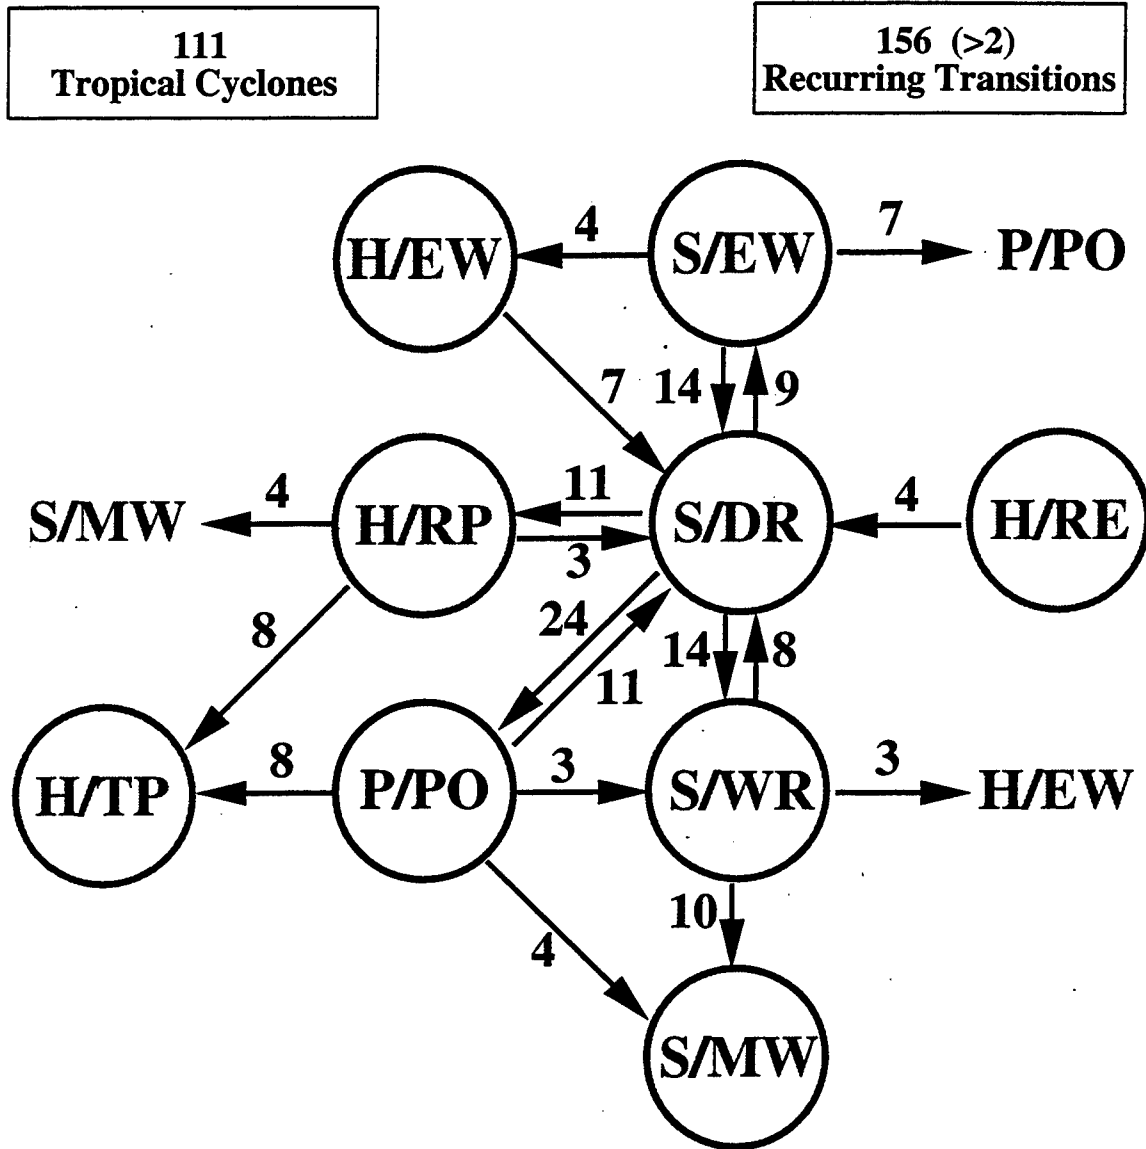 111
Tropical Cyclones
156 (>2)
Recurring Transitions
H/EW
4
S/EW
7
P/PO
7
14
9
S/MW
4
H/RP
11
3
S/DR
4
H/RE
8
24
11
14
8
H/TP
8
P/PO
3
S/WR
3
H/EW
4
10
S/MW